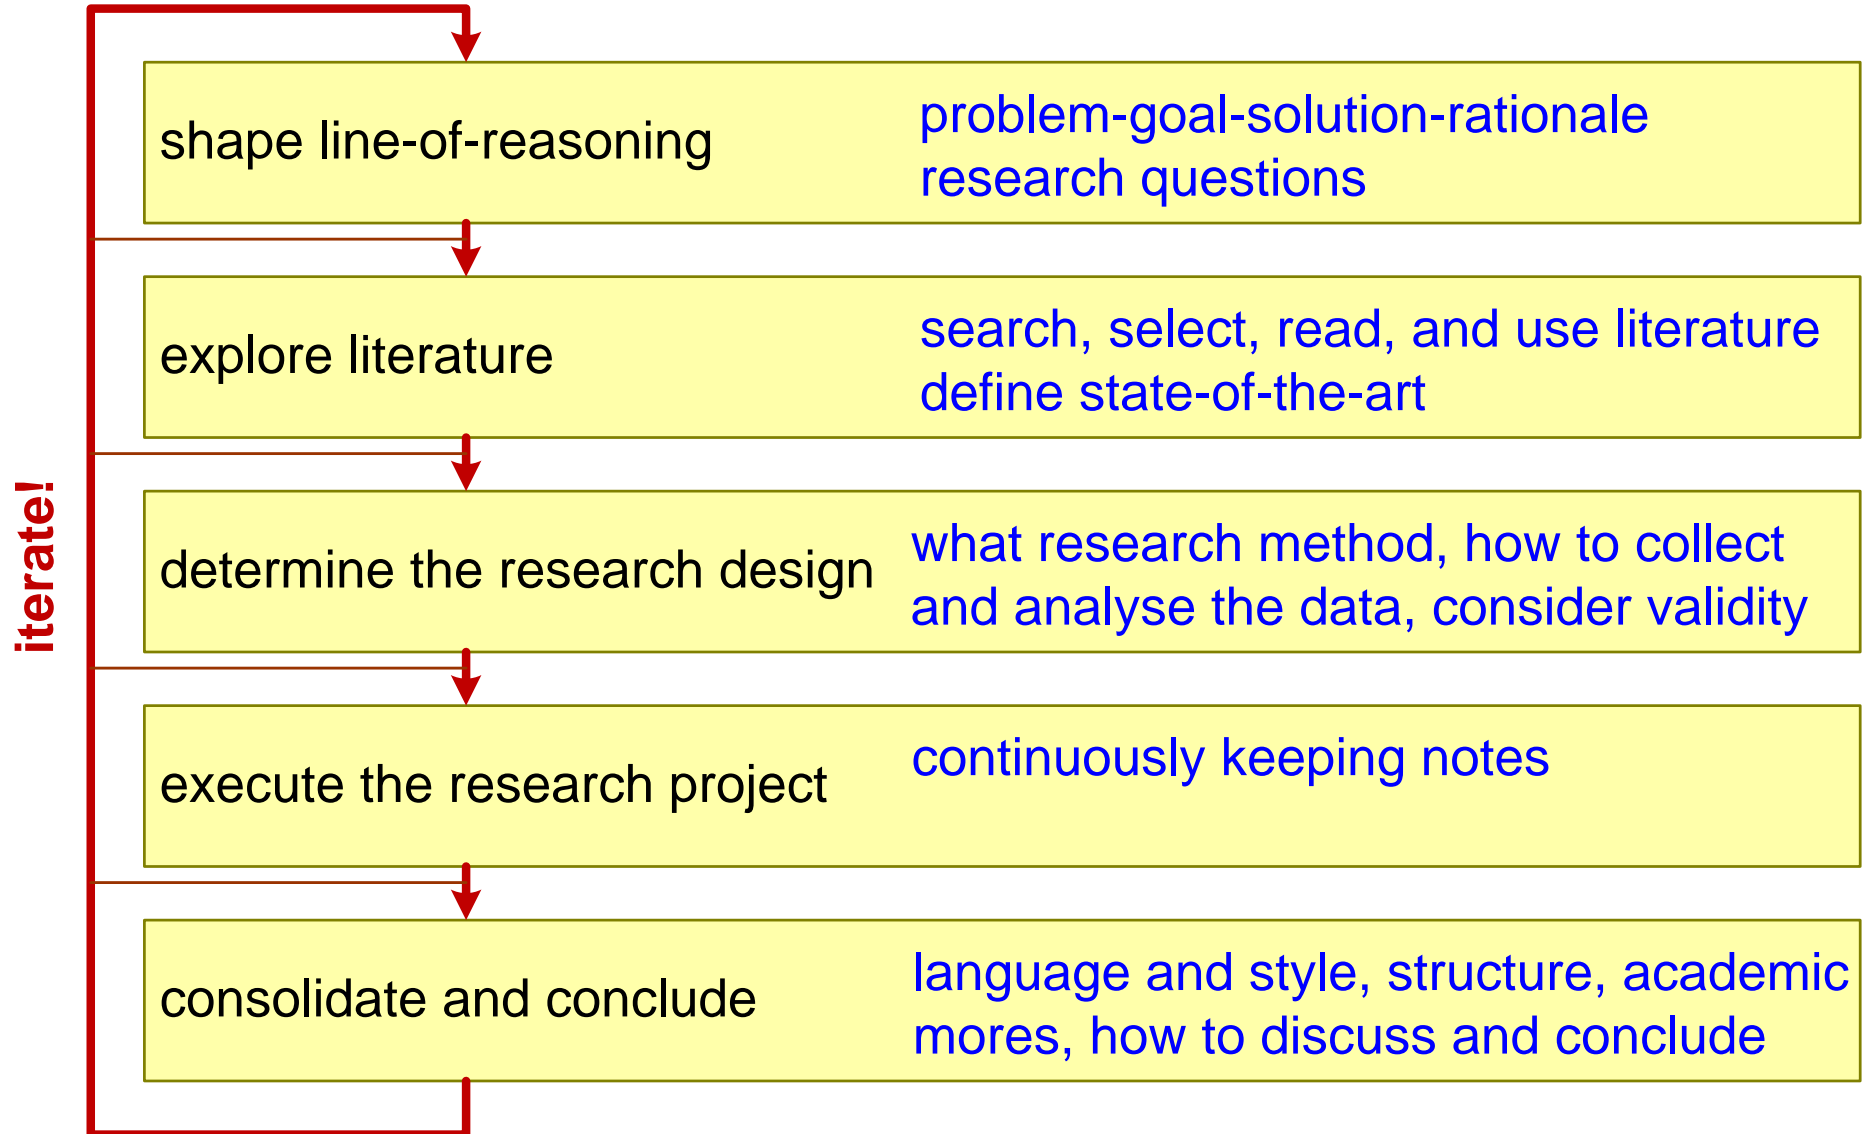 shape line-of-reasoning
problem-goal-solution-rationale
research questions
explore literature
search, select, read, and use literature
define state-of-the-art
iterate!
determine the research design
what research method, how to collect
and analyse the data, consider validity
execute the research project
continuously keeping notes
consolidate and conclude
language and style, structure, academic
mores, how to discuss and conclude